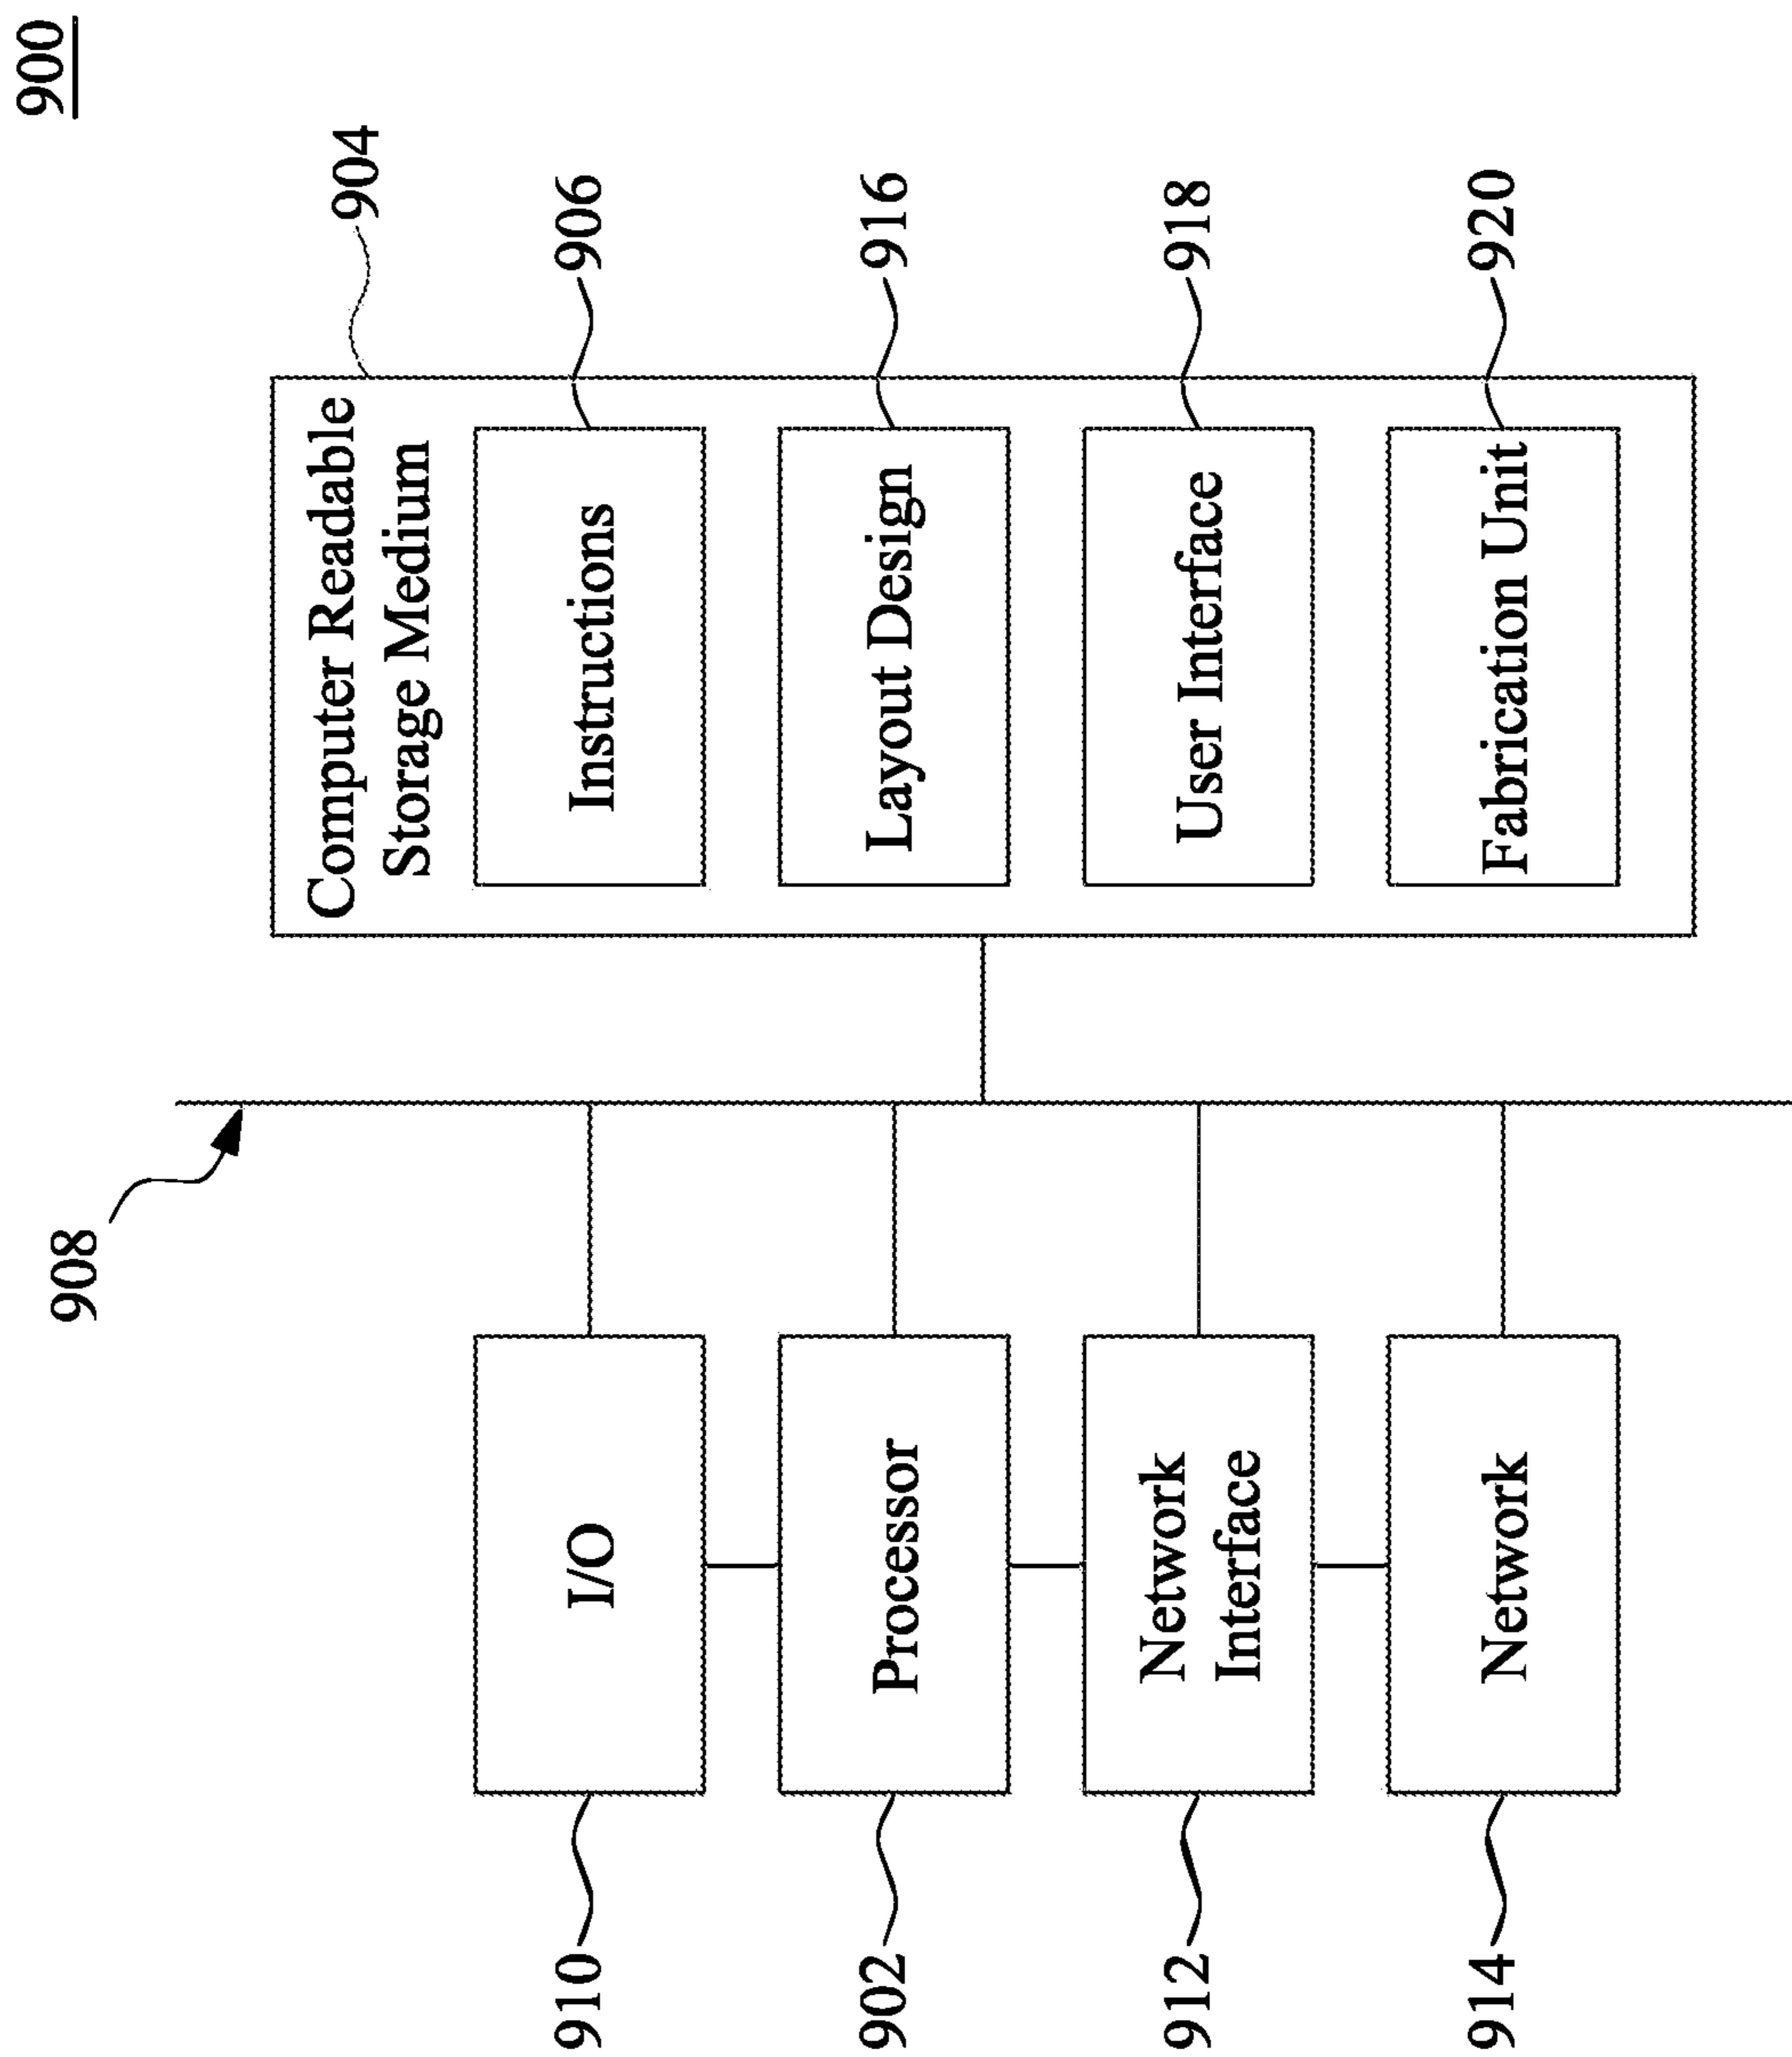 900
908
910
I/O
902
Processor
912
Network
Interface
914
Network
Computer Readable
Storage Medium
904
Instructions
906
Layout Design
916
User Interface
918
Fabrication Unit
920